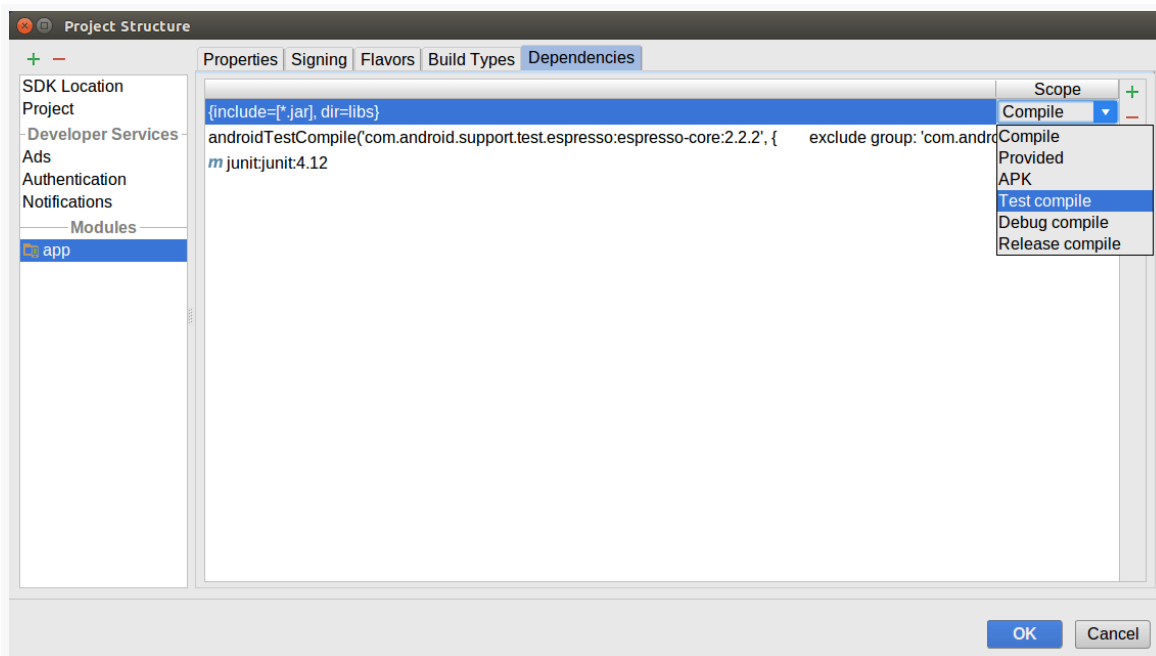 Project Structure
Properties Signing Flavors Build Types Dependencies
SDK Location
Project
Developer Services
Ads
Authentication
Notifications
Modules
app
Scope
{include=[*.jar], dir=libs} Compile
androidTestCompile('com.android.support.test.espresso:espresso-core:2.2.2', { exclude group: 'com.andro
m junit:junit:4.12
Compile
Provided
APK
Test compile
Debug compile
Release compile
OK Cancel